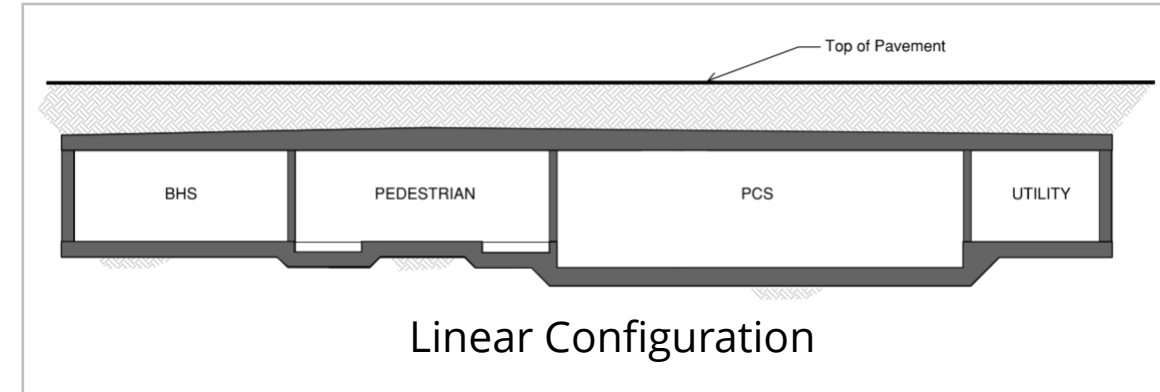 Top of Pavement
BHS
PEDESTRIAN
PCS
UTILITY
Linear Configuration